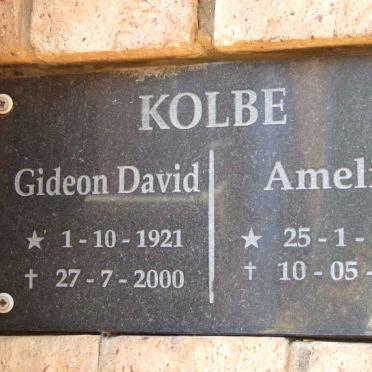 KOLBE
Gideon David Ameli
★ 1-10-1921 ★ 25-1-
✝ 27-7-2000 ✝ 10-05-